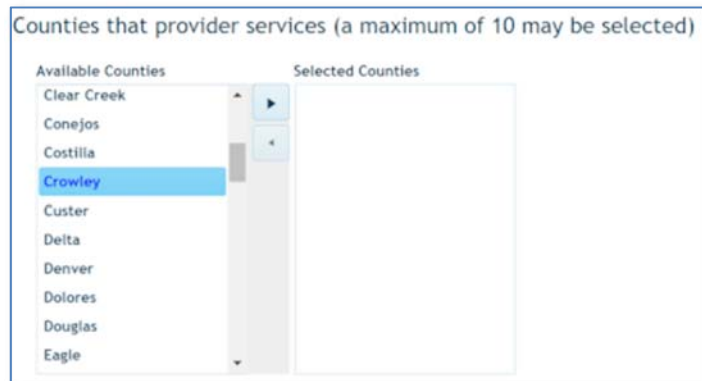 Counties that provider services (a maximum of 10 may be selected)
Available Counties
Selected Counties
Clear Creek
Conejos
Costilla
Crowley
Custer
Delta
Denver
Dolores
Douglas
Eagle